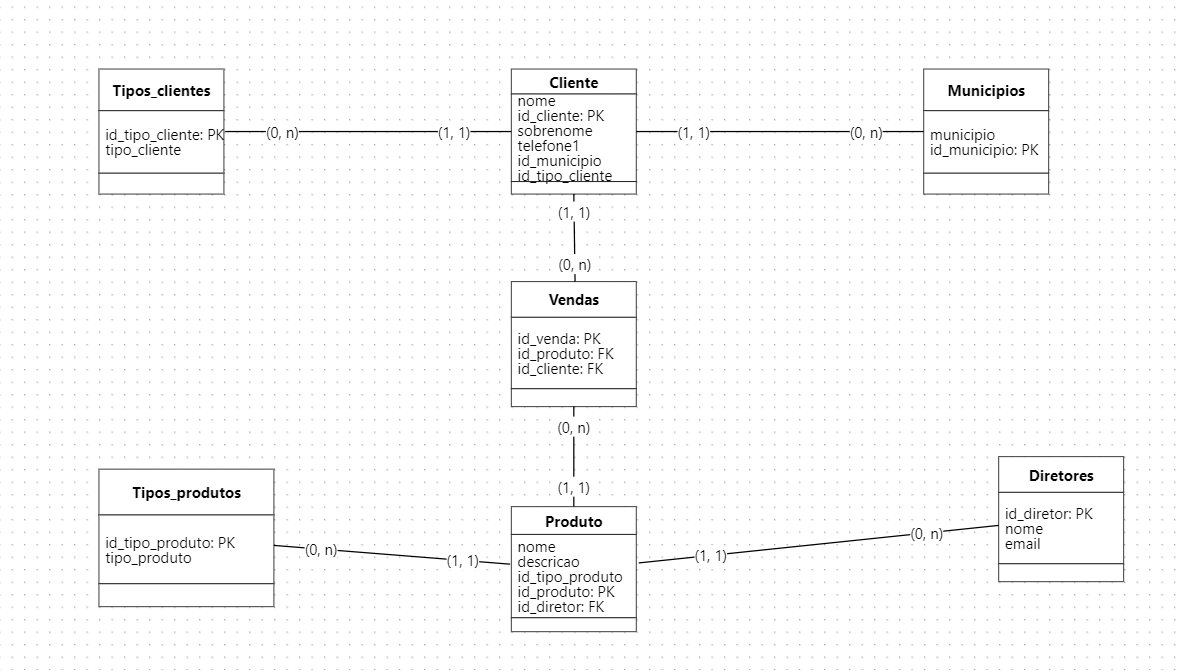 Tipos_clientes
id_tipo_cliente: PK
tipo_cliente
(0, n)
(1, 1)
Cliente
nome
id_cliente: PK
sobrenome
telefone1
id_municipio
id_tipo_cliente
(1, 1)
(0, n)
Municipios
municipio
id_municipio: PK
(1, 1)
(0, n)
Vendas
id_venda: PK
id_produto: FK
id_cliente: FK
(0, n)
(1, 1)
Tipos_produtos
id_tipo_produto: PK
tipo_produto
(0, n)
(1, 1)
Produto
nome
descricao
id_tipo_produto
id_produto: PK
id_diretor: FK
(1, 1)
(0, n)
Diretores
id_diretor: PK
nome
email